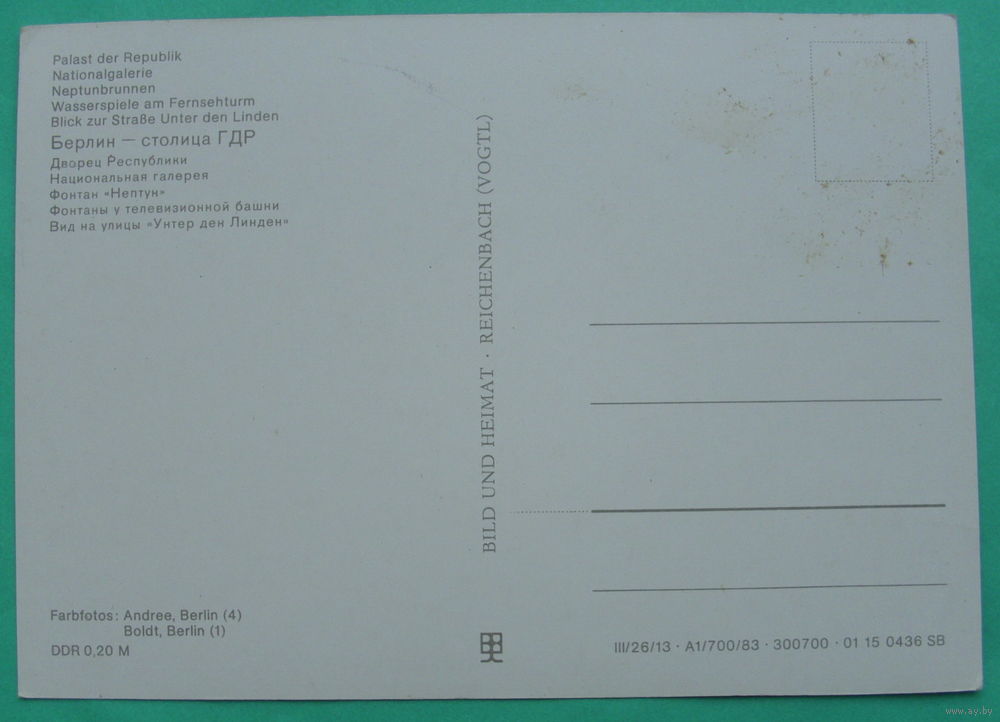 Palast der Republik
Nationalgalerie
Neptunbrunnen
Wasserspiele am Fernsehturm
Blick zur Straße Unter den Linden
Берлин — столица ГДР
Дворец Республики
Национальная галерея
Фонтан «Нептун»
Фонтаны у телевизионной башни
Вид на улицы «Унтер ден Линден»
BILD UND HEIMAT · REICHENBACH (VOGTL)
Farbfotos: Andree, Berlin (4)
Boldt, Berlin (1)
DDR 0,20 M
III/26/13 · A1/700/83 · 300700 · 01 15 0436 SB
www.ay.by